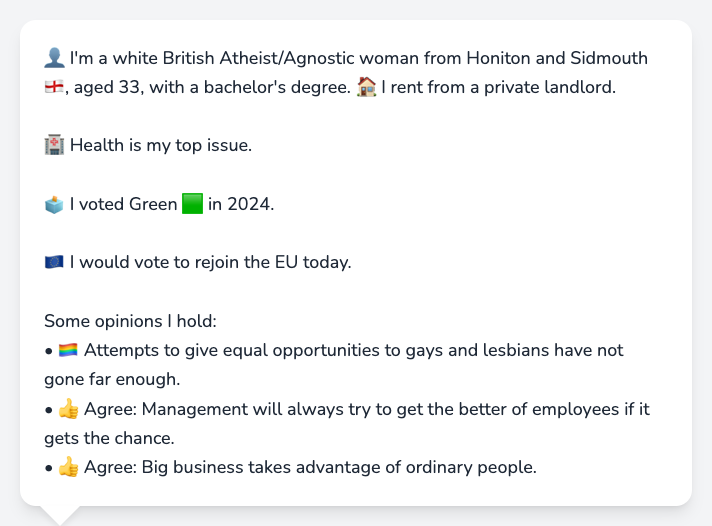 👤 I'm a white British Atheist/Agnostic woman from Honiton and Sidmouth
🏴󠁧󠁢󠁥󠁮󠁧󠁿, aged 33, with a bachelor's degree. 🏠 I rent from a private landlord.
🏥 Health is my top issue.
🗳️ I voted Green 🟩 in 2024.
🇪🇺 I would vote to rejoin the EU today.
Some opinions I hold:
• 🏳️‍🌈 Attempts to give equal opportunities to gays and lesbians have not
gone far enough.
• 👍 Agree: Management will always try to get the better of employees if it
gets the chance.
• 👍 Agree: Big business takes advantage of ordinary people.